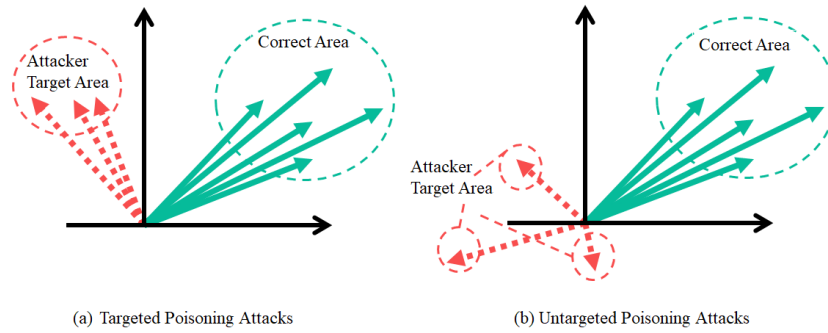 Attacker
Target Area
Correct Area
(a) Targeted Poisoning Attacks
Correct Area
Attacker
Target Area
(b) Untargeted Poisoning Attacks